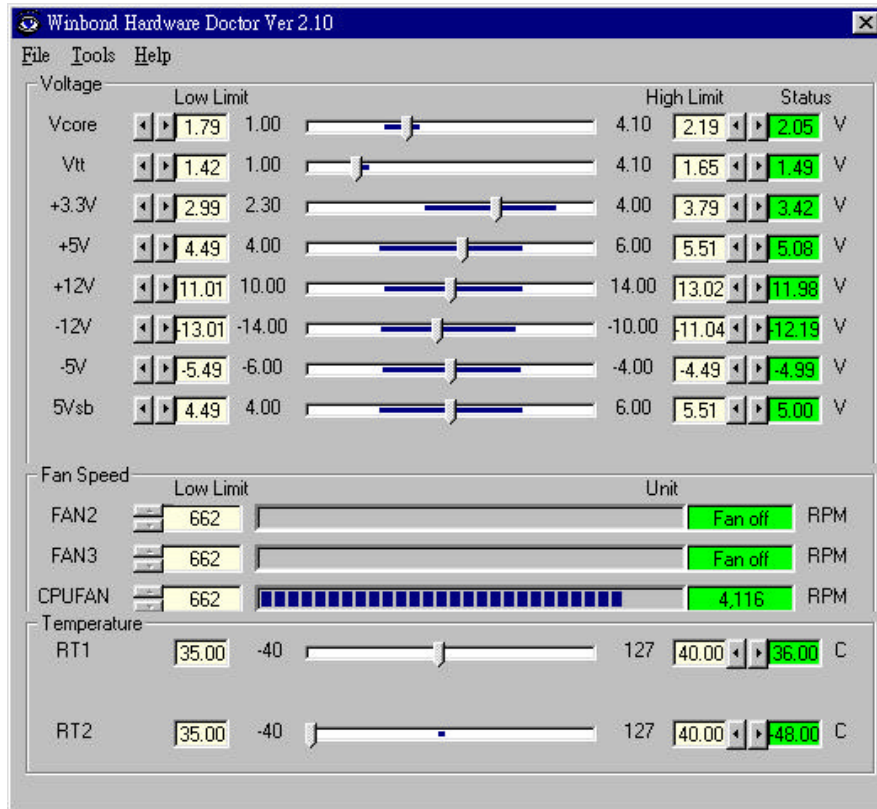 Winbond Hardware Doctor Ver 2.10
File Tools Help
Voltage
Low Limit High Limit Status
Vcore 1.79 1.00 4.10 2.19 2.05 V
Vtt 1.42 1.00 4.10 1.65 1.49 V
+3.3V 2.99 2.30 4.00 3.79 3.42 V
+5V 4.49 4.00 6.00 5.51 5.08 V
+12V 11.01 10.00 14.00 13.02 11.98 V
-12V -13.01 -14.00 -10.00 -11.04 -12.19 V
-5V -5.49 -6.00 -4.00 -4.49 -4.99 V
5Vsb 4.49 4.00 6.00 5.51 5.00 V
Fan Speed
Low Limit Unit
FAN2 662 Fan off RPM
FAN3 662 Fan off RPM
CPUFAN 662 4,116 RPM
Temperature
RT1 35.00 -40 127 40.00 36.00 C
RT2 35.00 -40 127 40.00 -48.00 C